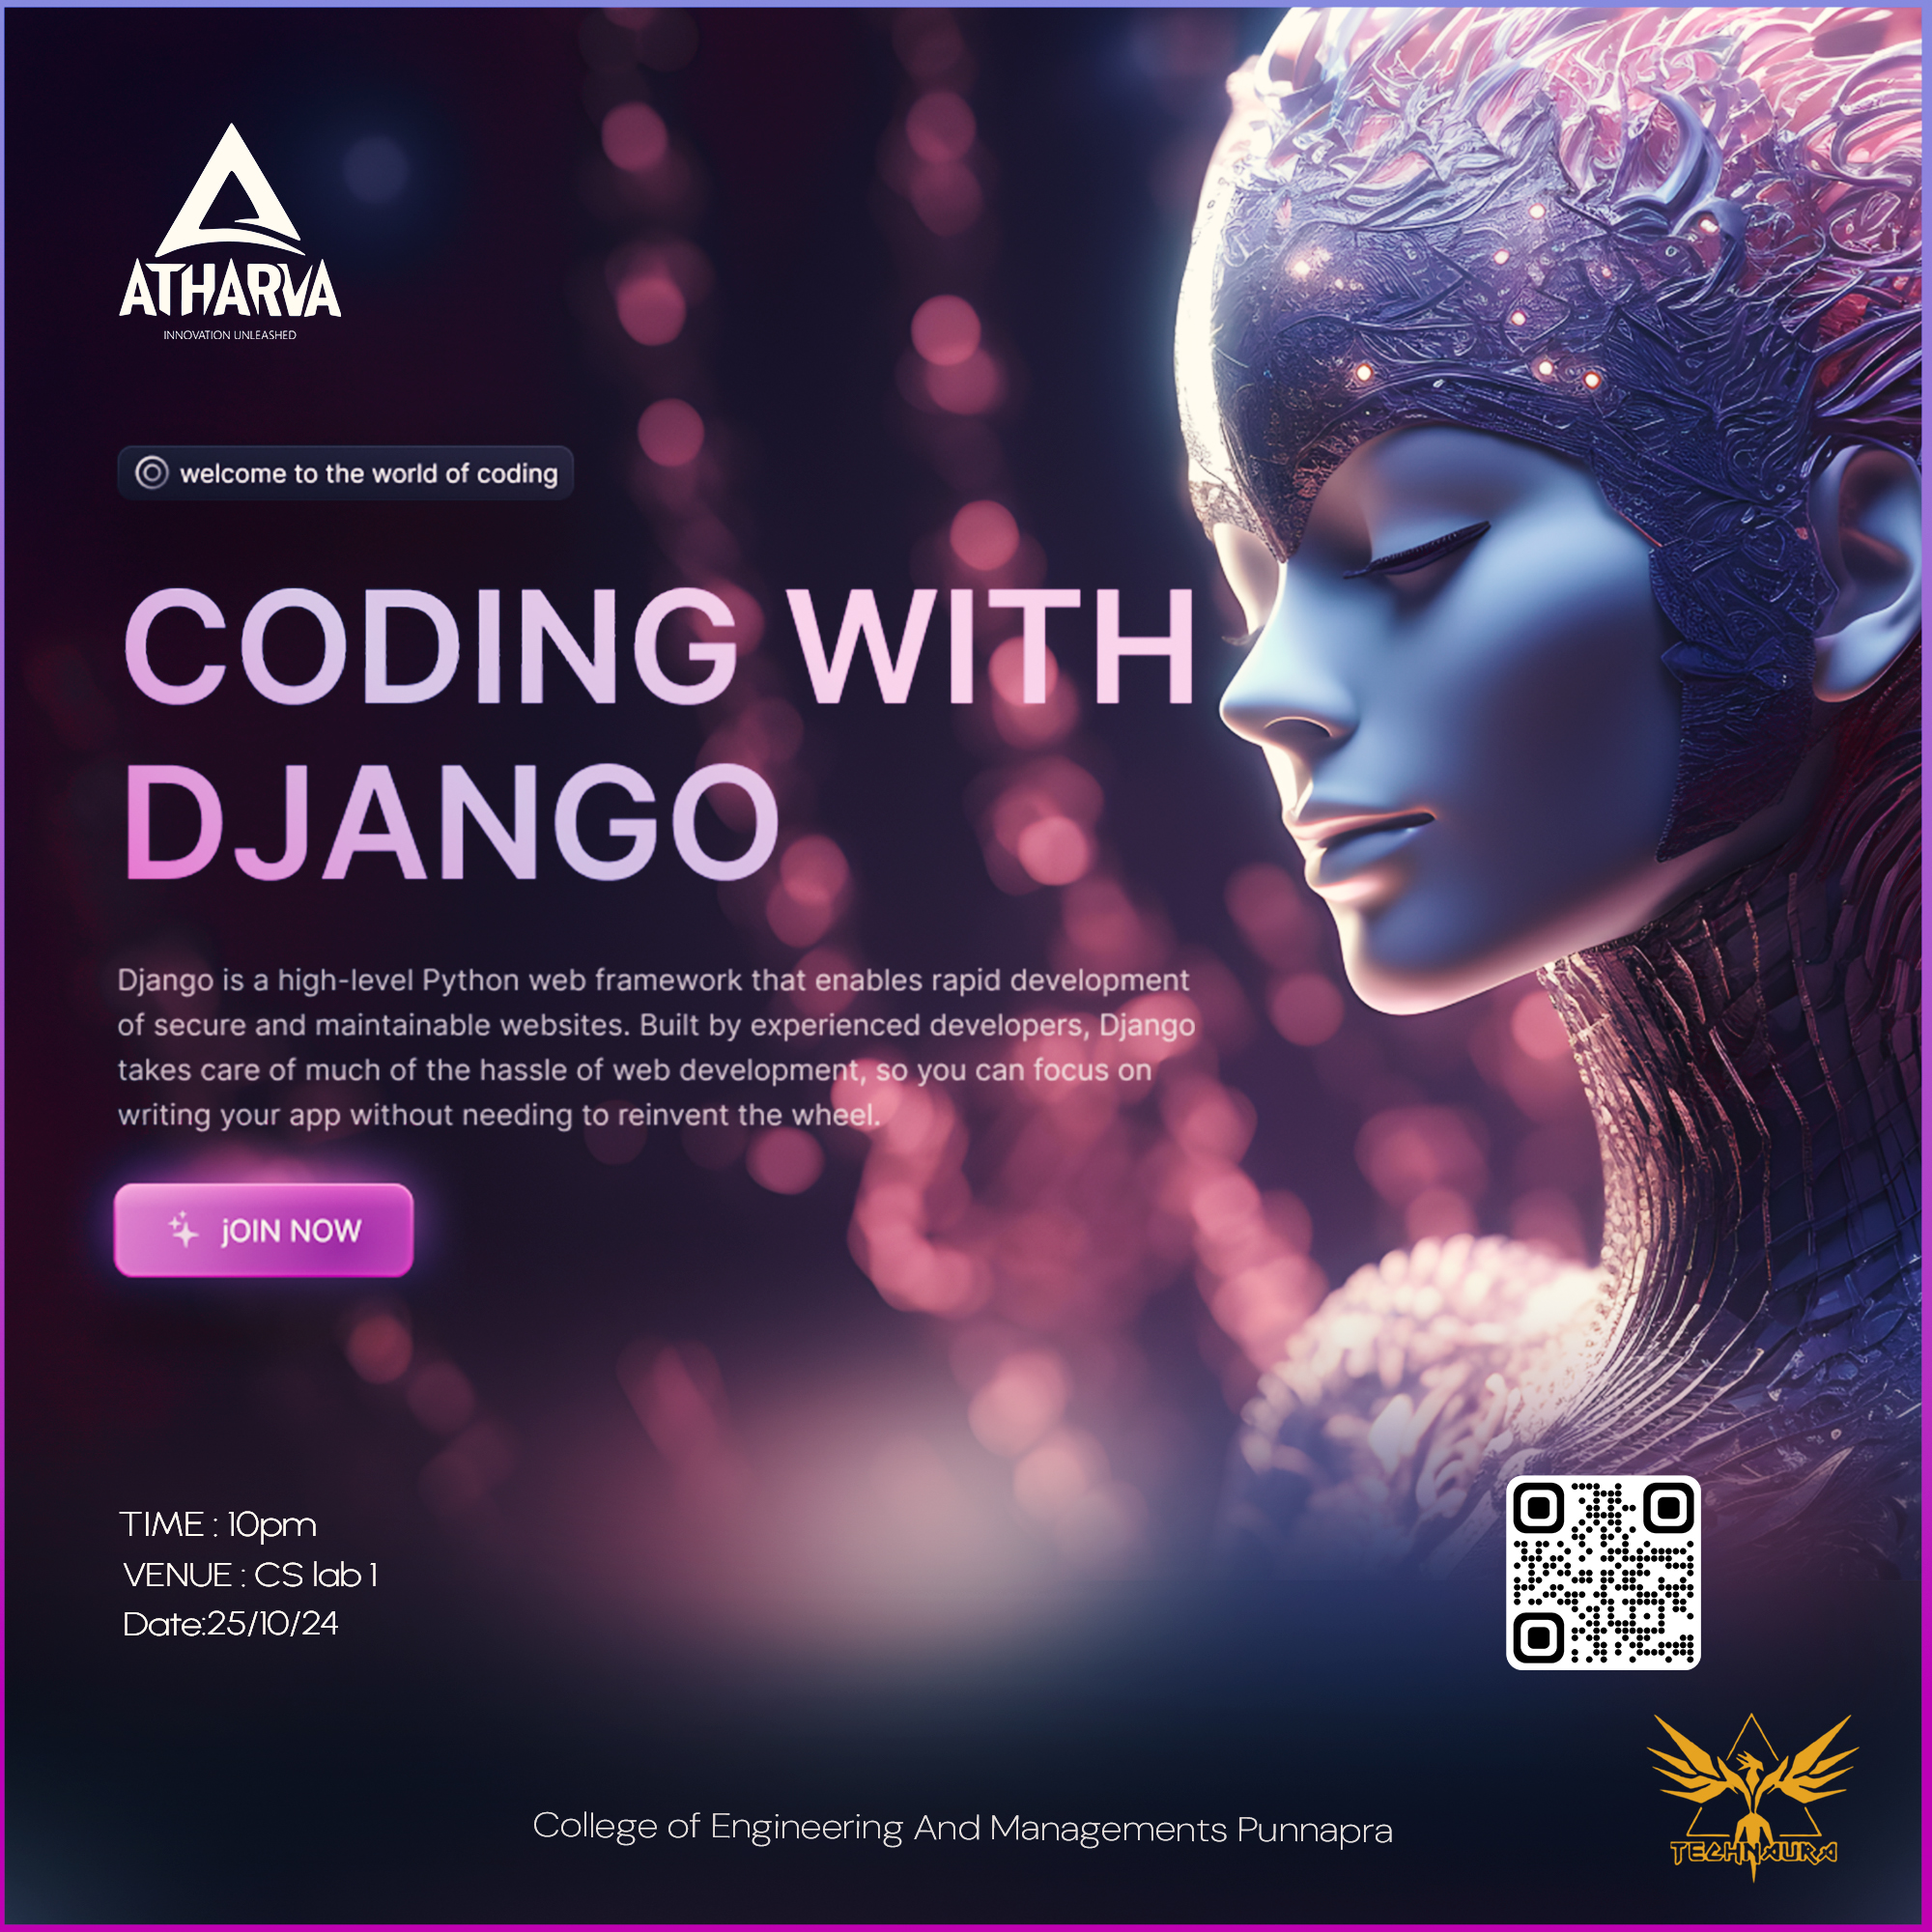 ATHARVA
INNOVATION UNLEASHED
welcome to the world of coding
CODING WITH
DJANGO
Django is a high-level Python web framework that enables rapid development
of secure and maintainable websites. Built by experienced developers, Django
takes care of much of the hassle of web development, so you can focus on
writing your app without needing to reinvent the wheel.
jOIN NOW
TIME : 10pm
VENUE : CS lab 1
Date:25/10/24
College of Engineering And Managements Punnapra
TECHNAURA